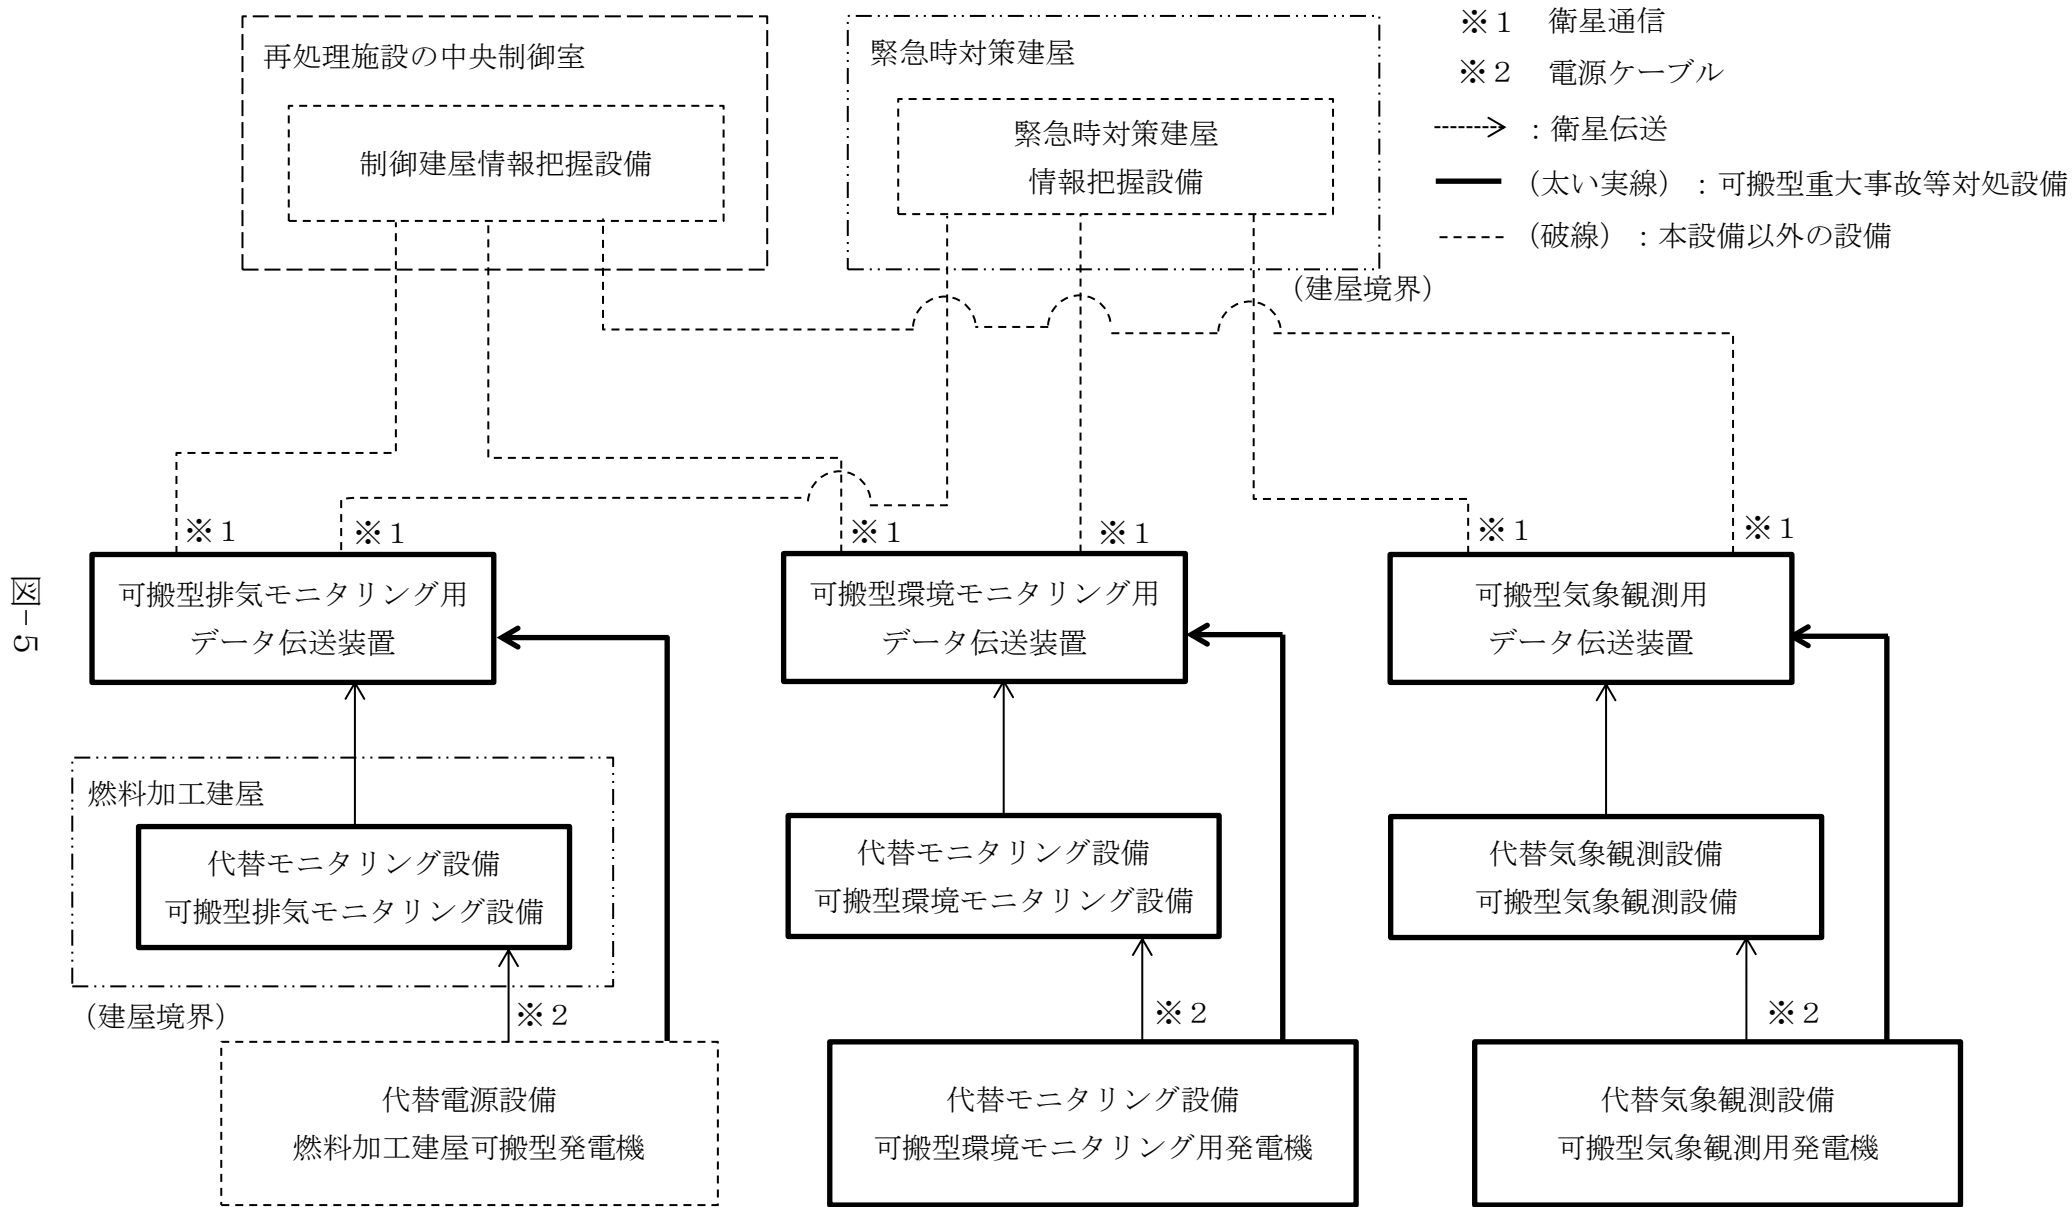 再処理施設の中央制御室
制御建屋情報把握設備
緊急時対策建屋
緊急時対策建屋
情報把握設備
(建屋境界)
※1 衛星通信
※2 電源ケーブル
：衛星伝送
(太い実線)：可搬型重大事故等対処設備
(破線)：本設備以外の設備
※1
※1
※1
※1
※1
※1
可搬型排気モニタリング用
データ伝送装置
可搬型環境モニタリング用
データ伝送装置
可搬型気象観測用
データ伝送装置
図-5
燃料加工建屋
代替モニタリング設備
可搬型排気モニタリング設備
(建屋境界)
代替モニタリング設備
可搬型環境モニタリング設備
代替気象観測設備
可搬型気象観測設備
※2
※2
※2
代替電源設備
燃料加工建屋可搬型発電機
代替モニタリング設備
可搬型環境モニタリング用発電機
代替気象観測設備
可搬型気象観測用発電機